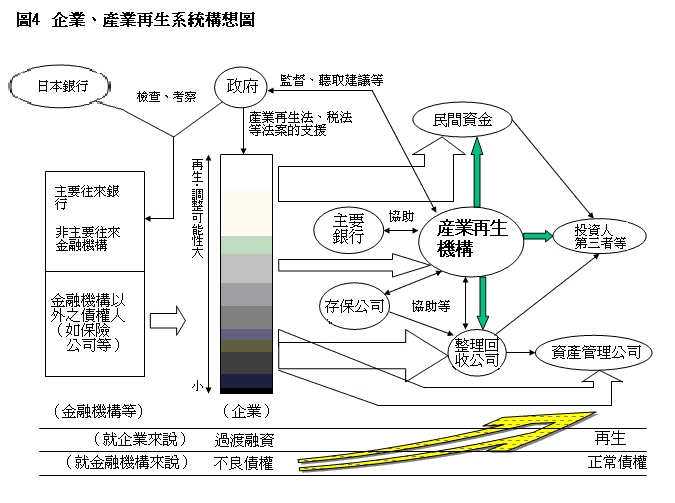 圖4 企業、產業再生系統構想圖
日本銀行
政府
監督、聽取建議等
檢查、考察
產業再生法、稅法
等法案的支援
民間資金
主要往來銀
行
非主要往來
金融機構
金融機構以
外之債權人
(如保險
公司等)
再生·調整可能性大
小
主要
銀行
協助
產業再生
機構
投資人
第三者等
存保公司
協助等
整理回
收公司
資產管理公司
(金融機構等)
(企業)
(就企業來說)
過渡融資
再生
(就金融機構來說)
不良債權
正常債權